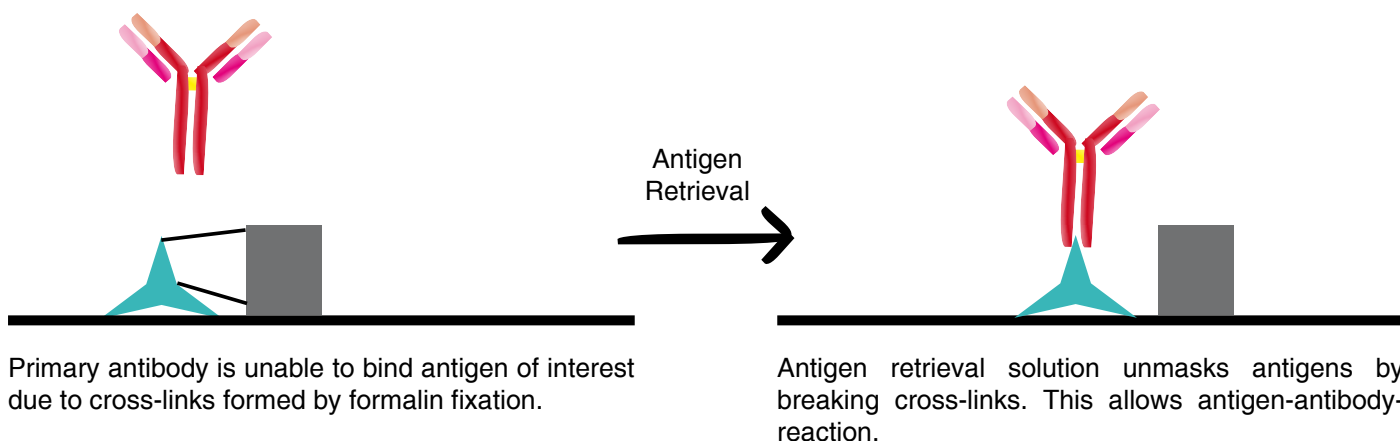 Antigen
Retrieval
Primary antibody is unable to bind antigen of interest
due to cross-links formed by formalin fixation.
Antigen retrieval solution unmasks antigens by
breaking cross-links. This allows antigen-antibody-
reaction.